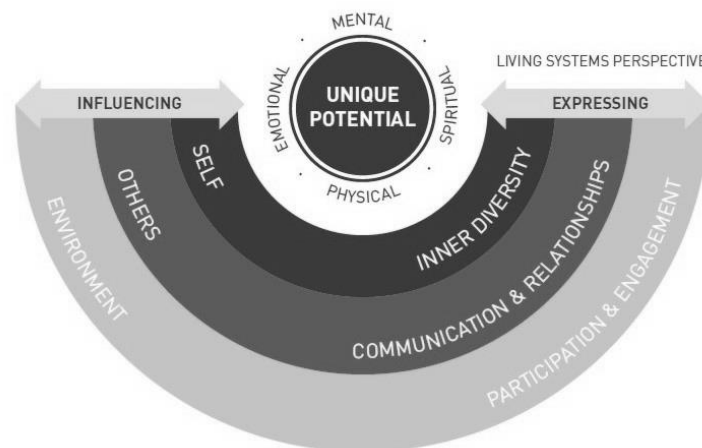 MENTAL
LIVING SYSTEMS PERSPECTIVE
EMOTIONAL
UNIQUE
POTENTIAL
SPIRITUAL
PHYSICAL
INFLUENCING
EXPRESSING
SELF
INNER DIVERSITY
OTHERS
COMMUNICATION & RELATIONSHIPS
ENVIRONMENT
PARTICIPATION & ENGAGEMENT